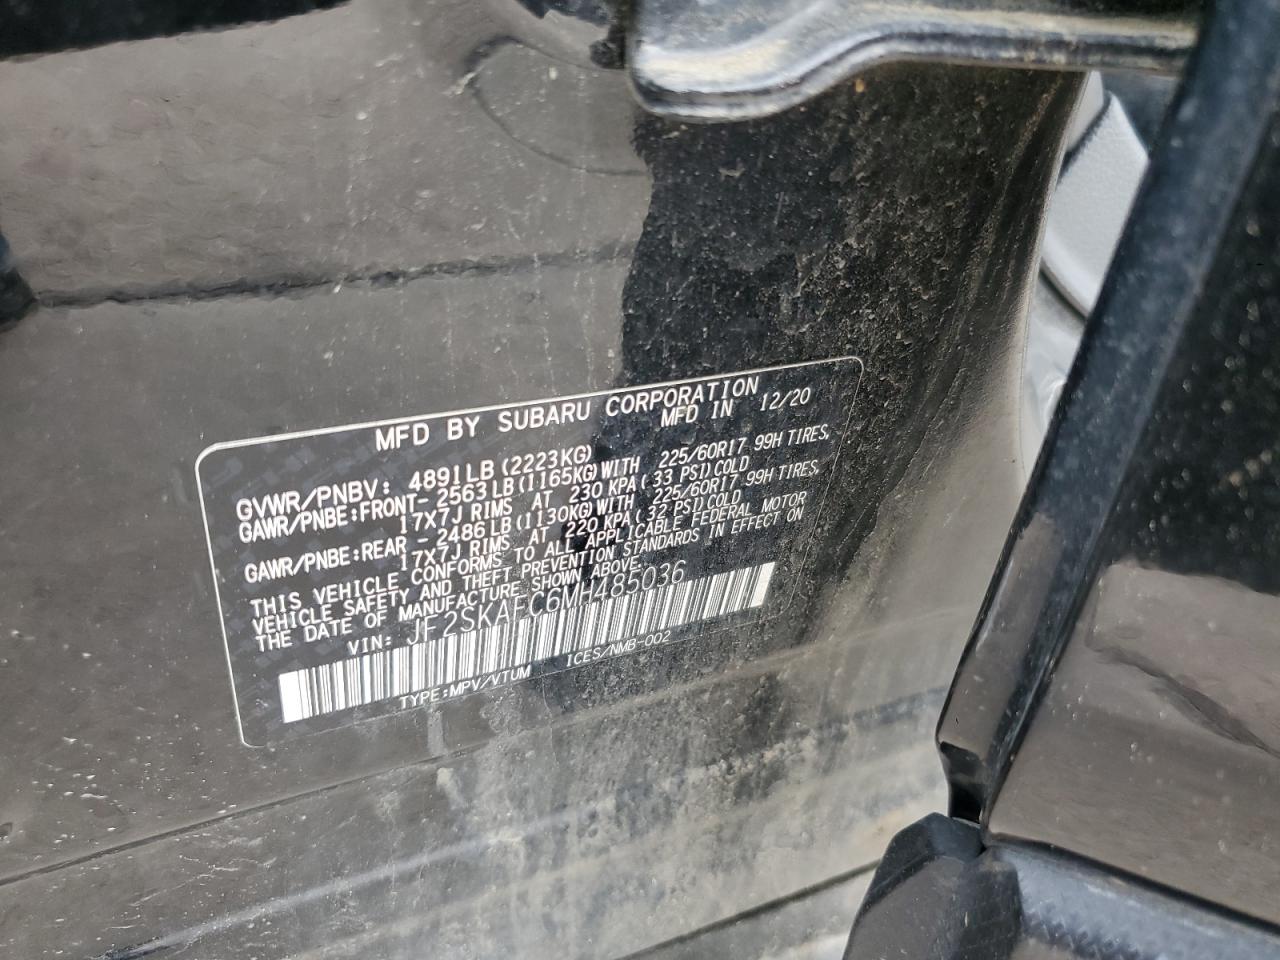 MFD BY SUBARU CORPORATION
MFD IN 12/20
GVWR/PNBV: 4891LB(2223KG)
GAWR/PNBE:FRONT-2563LB(1165KG)WITH 225/60R17 99H TIRES,
17X7J RIMS AT 230 KPA(33 PSI)COLD
GAWR/PNBE:REAR -2486LB(1130KG)WITH 225/60R17 99H TIRES,
17X7J RIMS AT 220 KPA(32 PSI)COLD
THIS VEHICLE CONFORMS TO ALL APPLICABLE FEDERAL MOTOR
VEHICLE SAFETY AND THEFT PREVENTION STANDARDS IN EFFECT ON
THE DATE OF MANUFACTURE SHOWN ABOVE.
VIN: JF2SKAFC6MH485036
TYPE:MPV/VTUM ICES/NMB-002